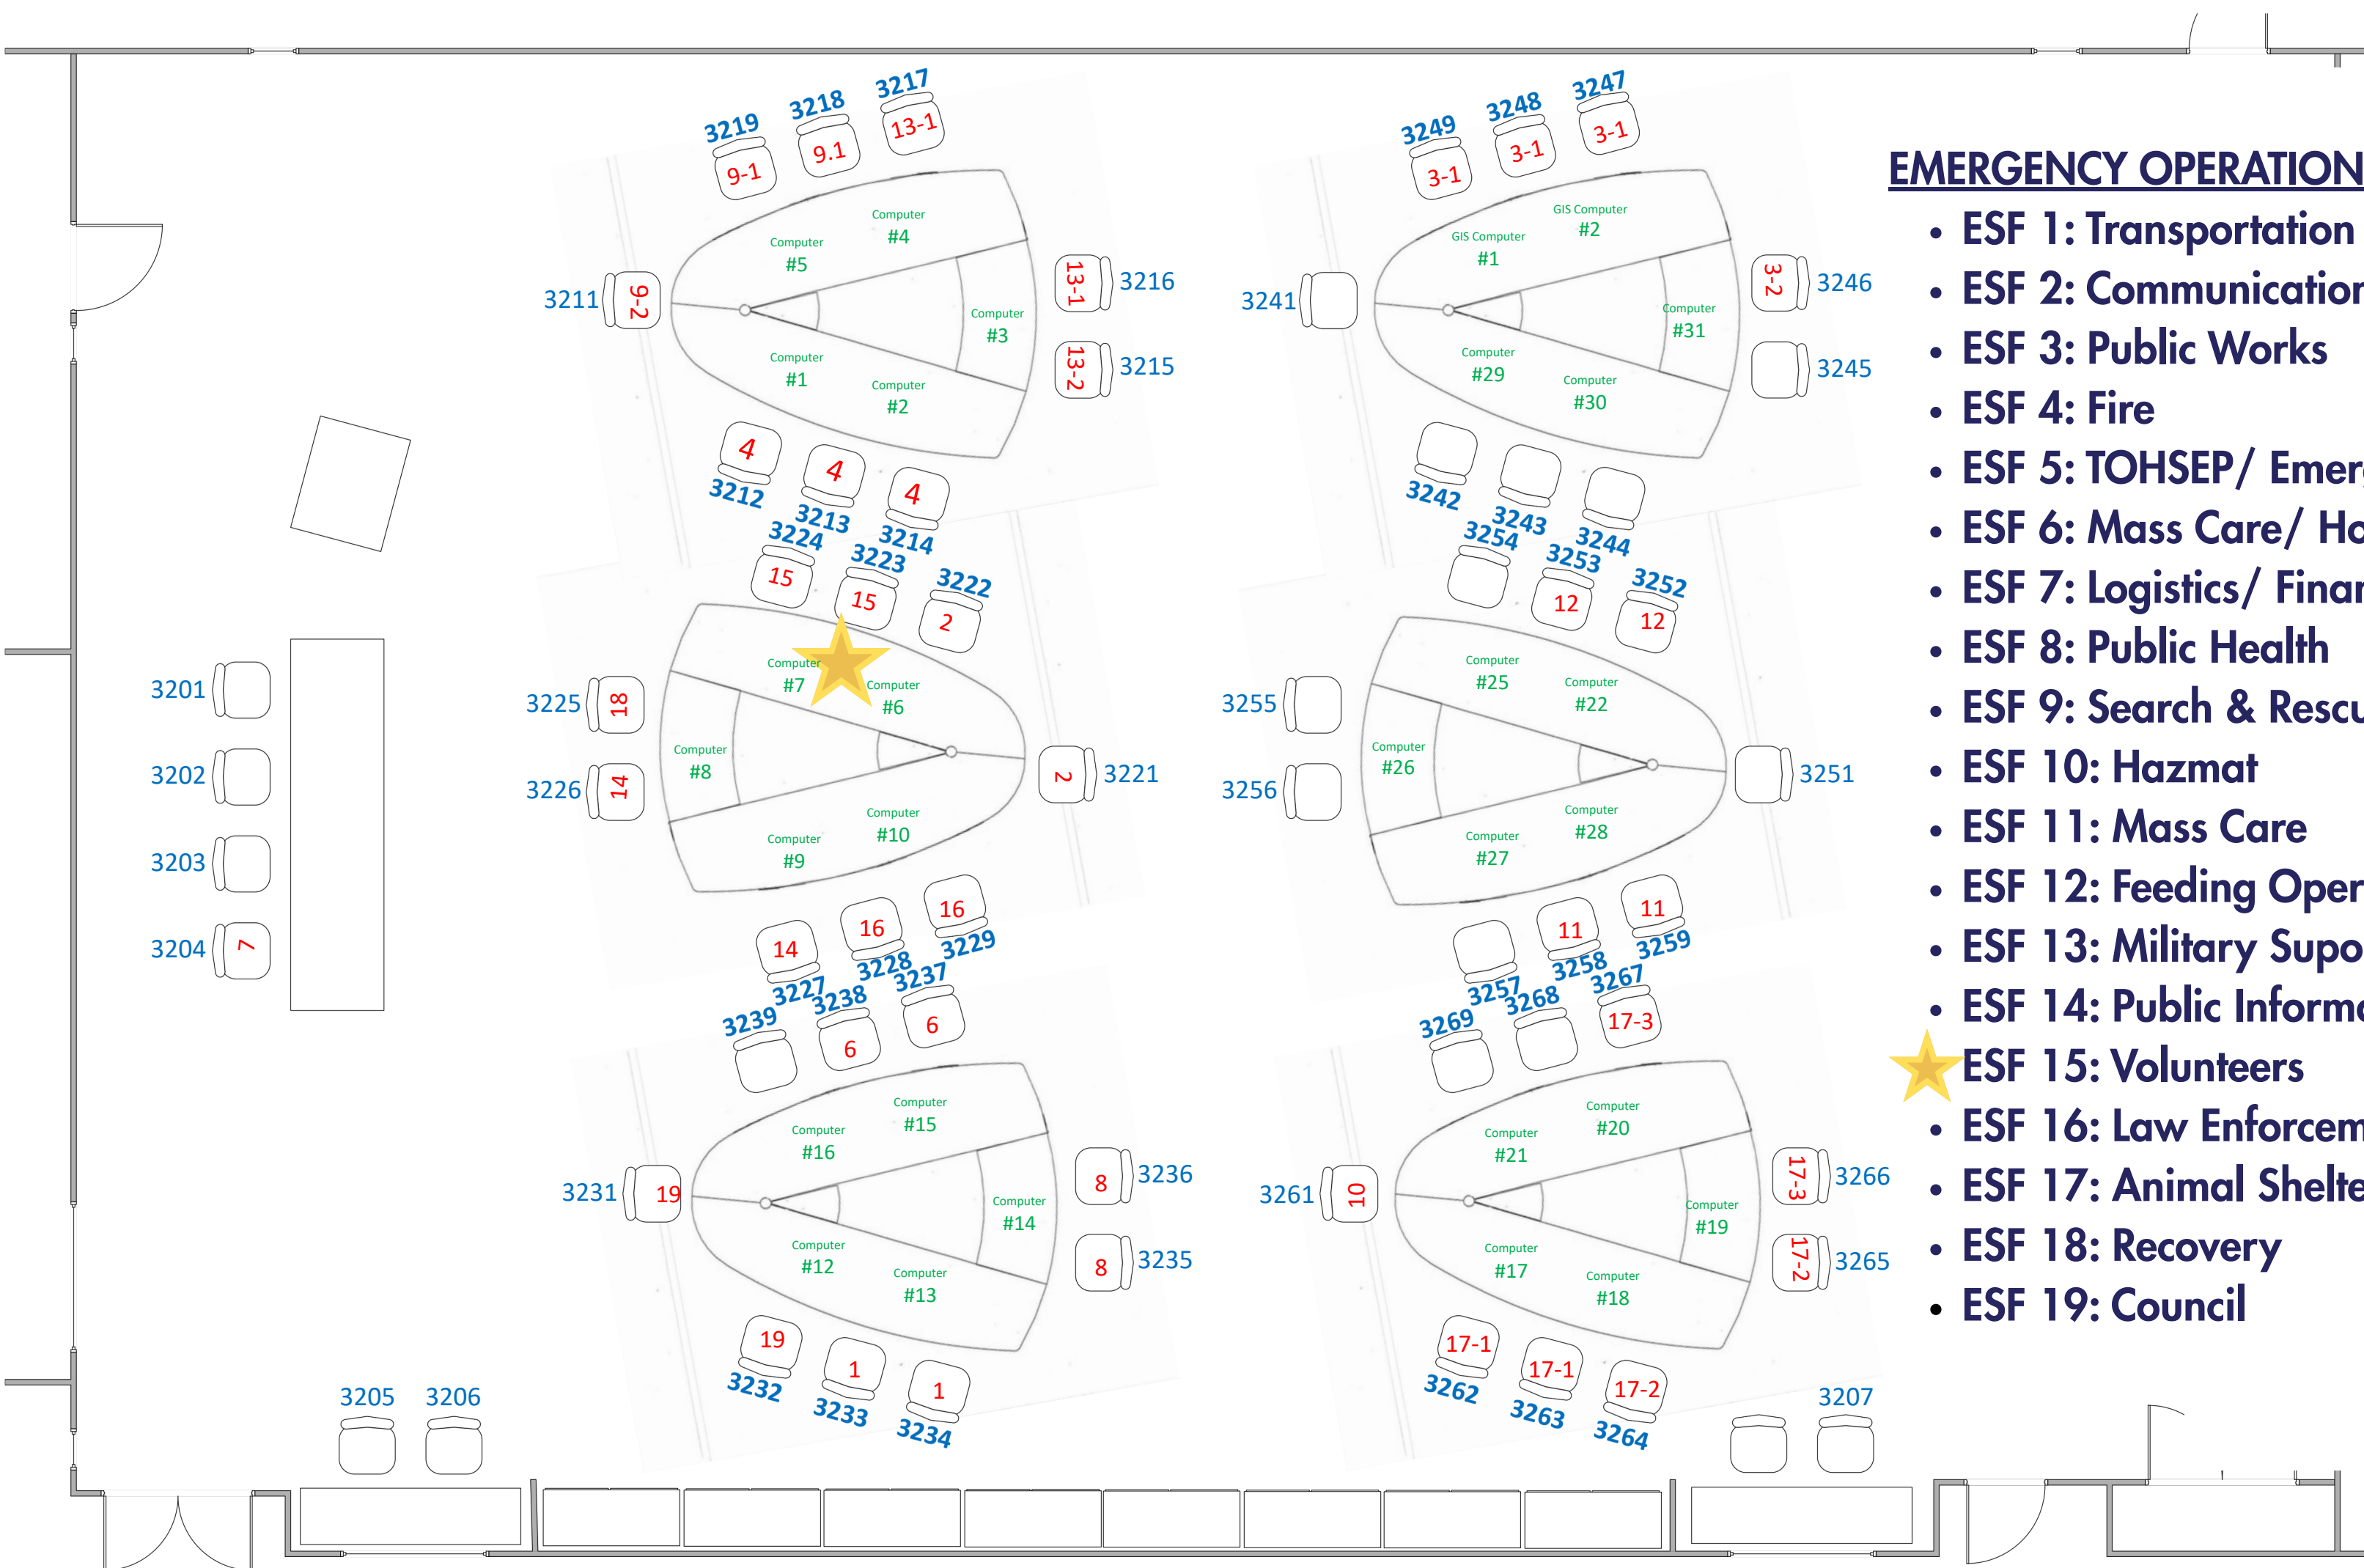 3217
3218
3219
13-1
9.1
9-1
Computer
#4
Computer
#5
3211
9-2
13-1
3216
Computer
#3
13-2
3215
Computer
#1
Computer
#2
4
4
4
3212
3213
3214
3247
3248
3249
3-1
3-1
3-1
GIS Computer
#2
GIS Computer
#1
3241
3-2
3246
Computer
#31
3245
Computer
#29
Computer
#30
3242
3243
3244
3224
3223
3222
15
15
2
Computer
#7
Computer
#6
3225
18
Computer
#8
3226
14
2
3221
Computer
#10
Computer
#9
14
16
16
3227
3228
3229
3254
3253
3252
12
12
Computer
#25
Computer
#22
3255
Computer
#26
3256
3251
Computer
#28
Computer
#27
11
11
3257
3258
3259
3201
3202
3203
3204
7
3239
3238
3237
6
6
Computer
#15
Computer
#16
3231
19
8
3236
Computer
#14
8
3235
Computer
#12
Computer
#13
19
1
1
3232
3233
3234
3269
3268
3267
17-3
Computer
#20
Computer
#21
3261
10
17-3
3266
Computer
#19
17-2
3265
Computer
#17
Computer
#18
17-1
17-1
17-2
3262
3263
3264
3205
3206
3207
EMERGENCY OPERATION
• ESF 1: Transportation
• ESF 2: Communication
• ESF 3: Public Works
• ESF 4: Fire
• ESF 5: TOHSEP/ Emer
• ESF 6: Mass Care/ Ho
• ESF 7: Logistics/ Finan
• ESF 8: Public Health
• ESF 9: Search & Rescu
• ESF 10: Hazmat
• ESF 11: Mass Care
• ESF 12: Feeding Oper
• ESF 13: Military Supo
• ESF 14: Public Informa
ESF 15: Volunteers
• ESF 16: Law Enforcem
• ESF 17: Animal Shelte
• ESF 18: Recovery
• ESF 19: Council